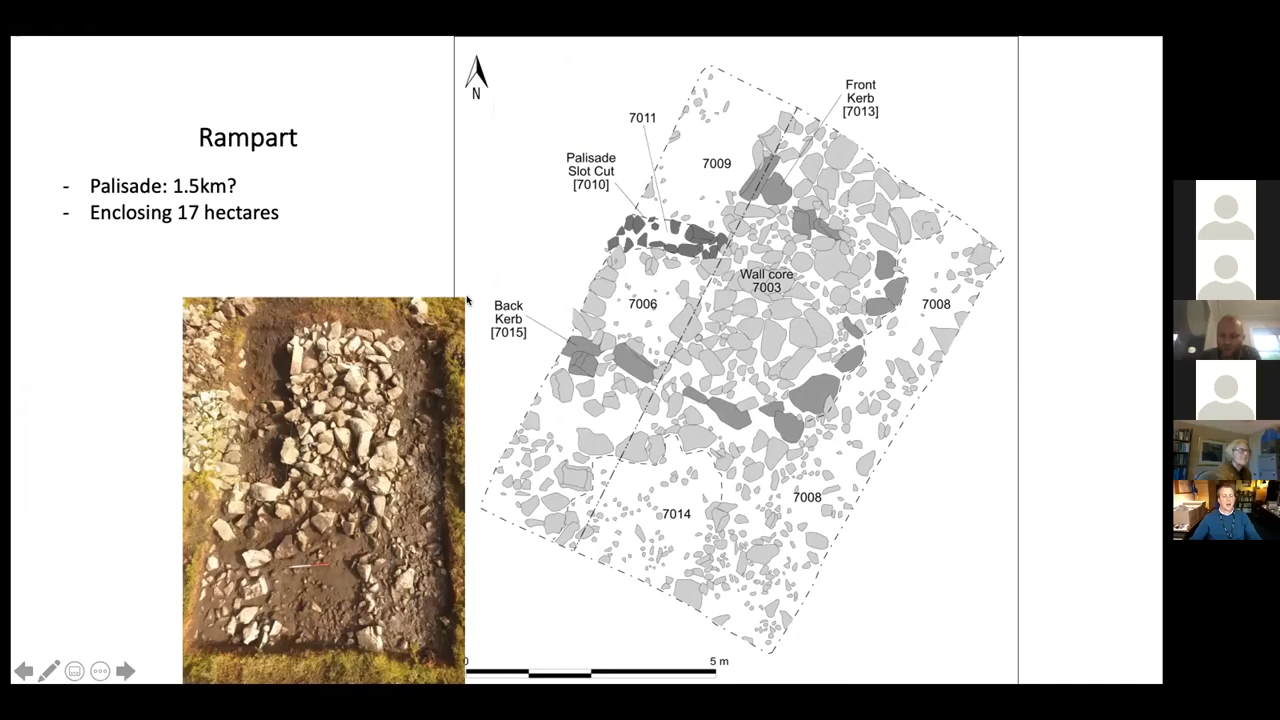 Rampart
- Palisade: 1.5km?
- Enclosing 17 hectares
N
Front
Kerb
[7013]
7011
Palisade
Slot Cut
[7010]
7009
Wall core
7003
7006
7008
Back
Kerb
[7015]
7008
7014
0
5 m